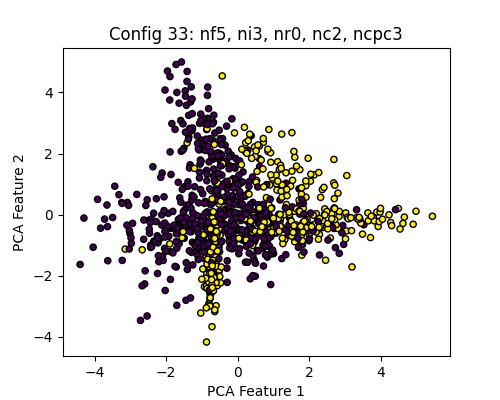 Config 33: nf5, ni3, nr0, nc2, ncpc3
PCA Feature 2
4
2
0
−2
−4
−4 −2 0 2 4
PCA Feature 1